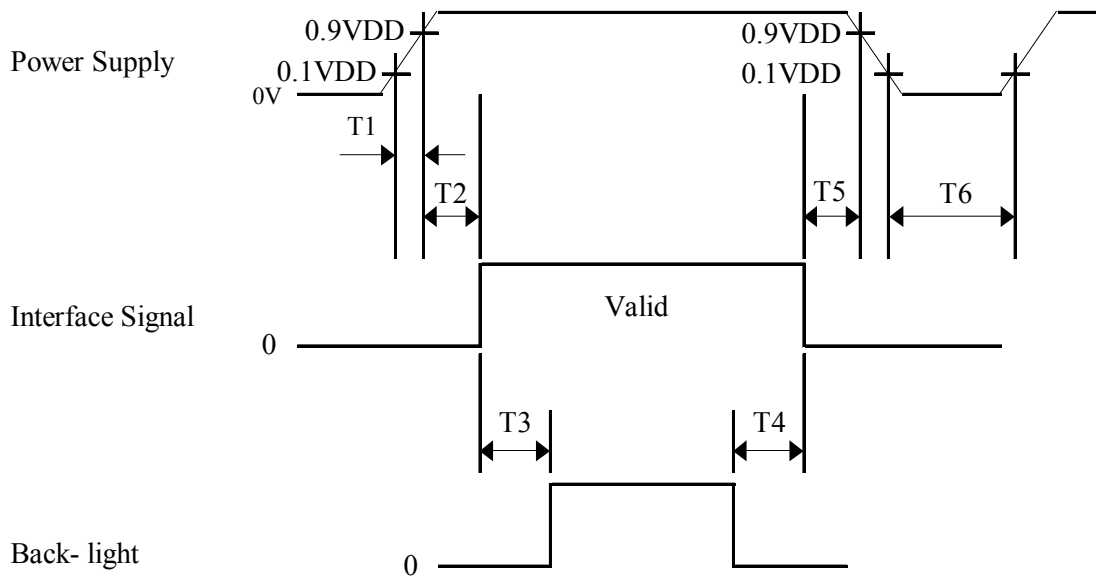 0.9VDD
0.9VDD
Power Supply
0.1VDD
0.1VDD
0V
T1
T2
T5
T6
Interface Signal
Valid
0
T3
T4
Back- light
0